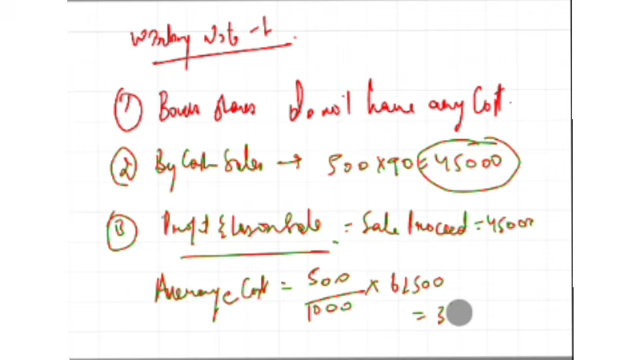 Working Note -1
① Bonus shares do not have any Cost.
② By Cash Sales → 500 x 90 = 45000
③ Profit & Loss on Sale = Sale Proceed = 45000
Average Cost = 500/1000 x 62500
= 3